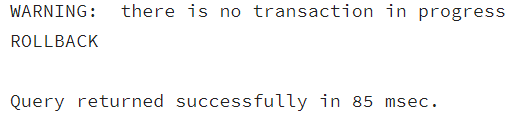 WARNING:  there is no transaction in progress
ROLLBACK
Query returned successfully in 85 msec.